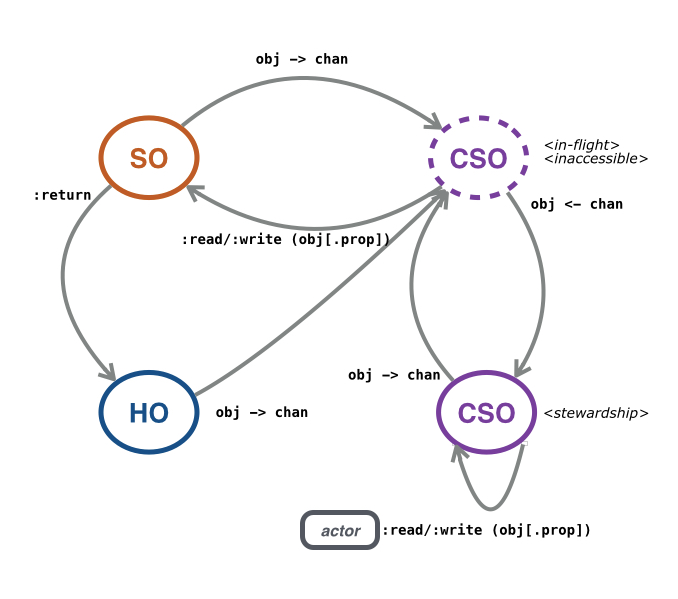 obj -> chan
SO
CSO
<in-flight>
<inaccessible>
:return
obj <- chan
:read/:write (obj[.prop])
obj -> chan
HO
obj -> chan
CSO
<stewardship>
actor
:read/:write (obj[.prop])